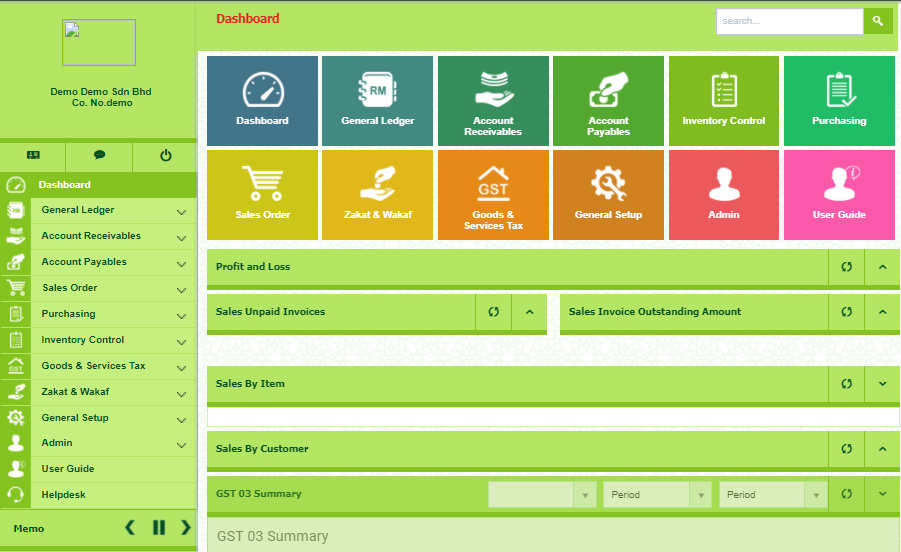 Dashboard
search...
Demo Demo Sdn Bhd
Co. No.demo
Dashboard
General Ledger
Account Receivables
Account Payables
Sales Order
Purchasing
Inventory Control
Goods & Services Tax
Zakat & Wakaf
General Setup
Admin
User Guide
Helpdesk
Memo
Dashboard
RM
General Ledger
Account
Receivables
Account
Payables
Inventory Control
Purchasing
Sales Order
Zakat & Wakaf
GST
Goods &
Services Tax
General Setup
Admin
User Guide
Profit and Loss
Sales Unpaid Invoices
Sales Invoice Outstanding Amount
Sales By Item
Sales By Customer
GST 03 Summary
Period
Period
GST 03 Summary